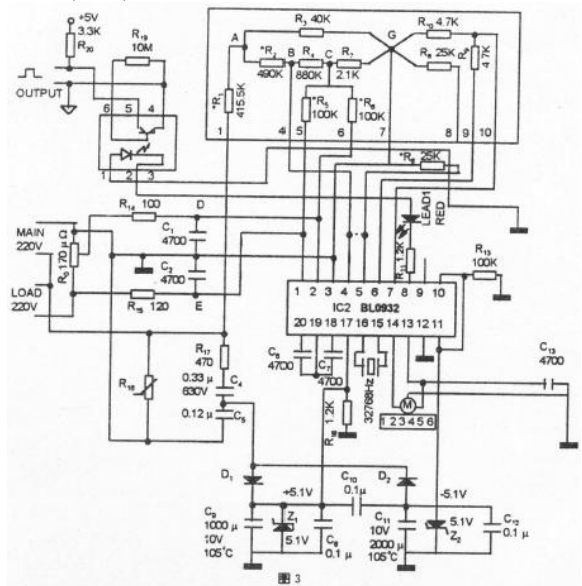 +5V
3.3K
R20
R19
10M
OUTPUT
6 5 4
1 2 3
A
R3 40K
G
R10 4.7K
*R2
490K
B
R4
880K
C
R7
2.1K
R9 25K
4.7K
*R1
415.5K
*R5
100K
*R6
100K
*R8 25K
1 4 5 6 7 8 9 10
LEAD1
RED
R14 100
D
C1
4700
MAIN
220V
R0 170 μ Ω
C2
4700
LOAD
220V
R15 120
E
R11 1.2K
R13
100K
1 2 3 4 5 6 7 8 9 10
IC2 BL0932
20 19 18 17 16 15 14 13 12 11
R17
470
C6
4700
C7
4700
32768Hz
C13
4700
0.33 μ
630V
C4
0.12 μ
C5
1.2K
M
1 2 3 4 5 6
D1
D2
+5.1V
C10
0.1μ
-5.1V
C9
1000 μ
10V
105℃
Z1
5.1V
C8
0.1 μ
C11
10V
2000 μ
105℃
5.1V
Z2
C12
0.1 μ
图 3